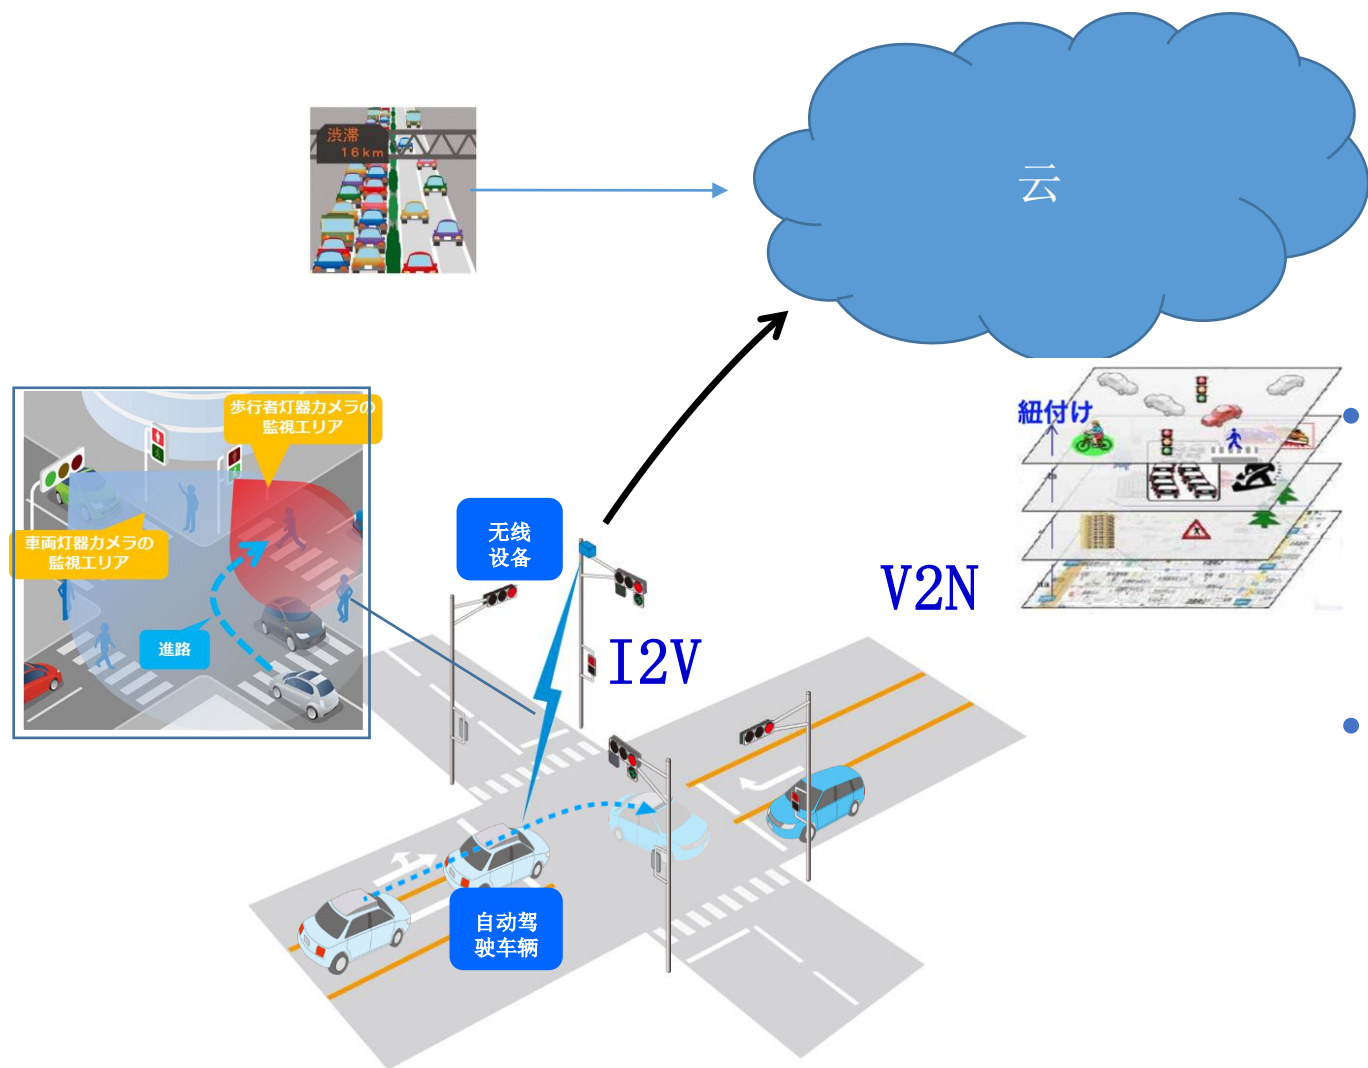 渋滞
16km
云
歩行者灯器カメラの
監視エリア
紐付け
車両灯器カメラの
監視エリア
无线
设备
V2N
進路
I2V
自动驾
驶车辆